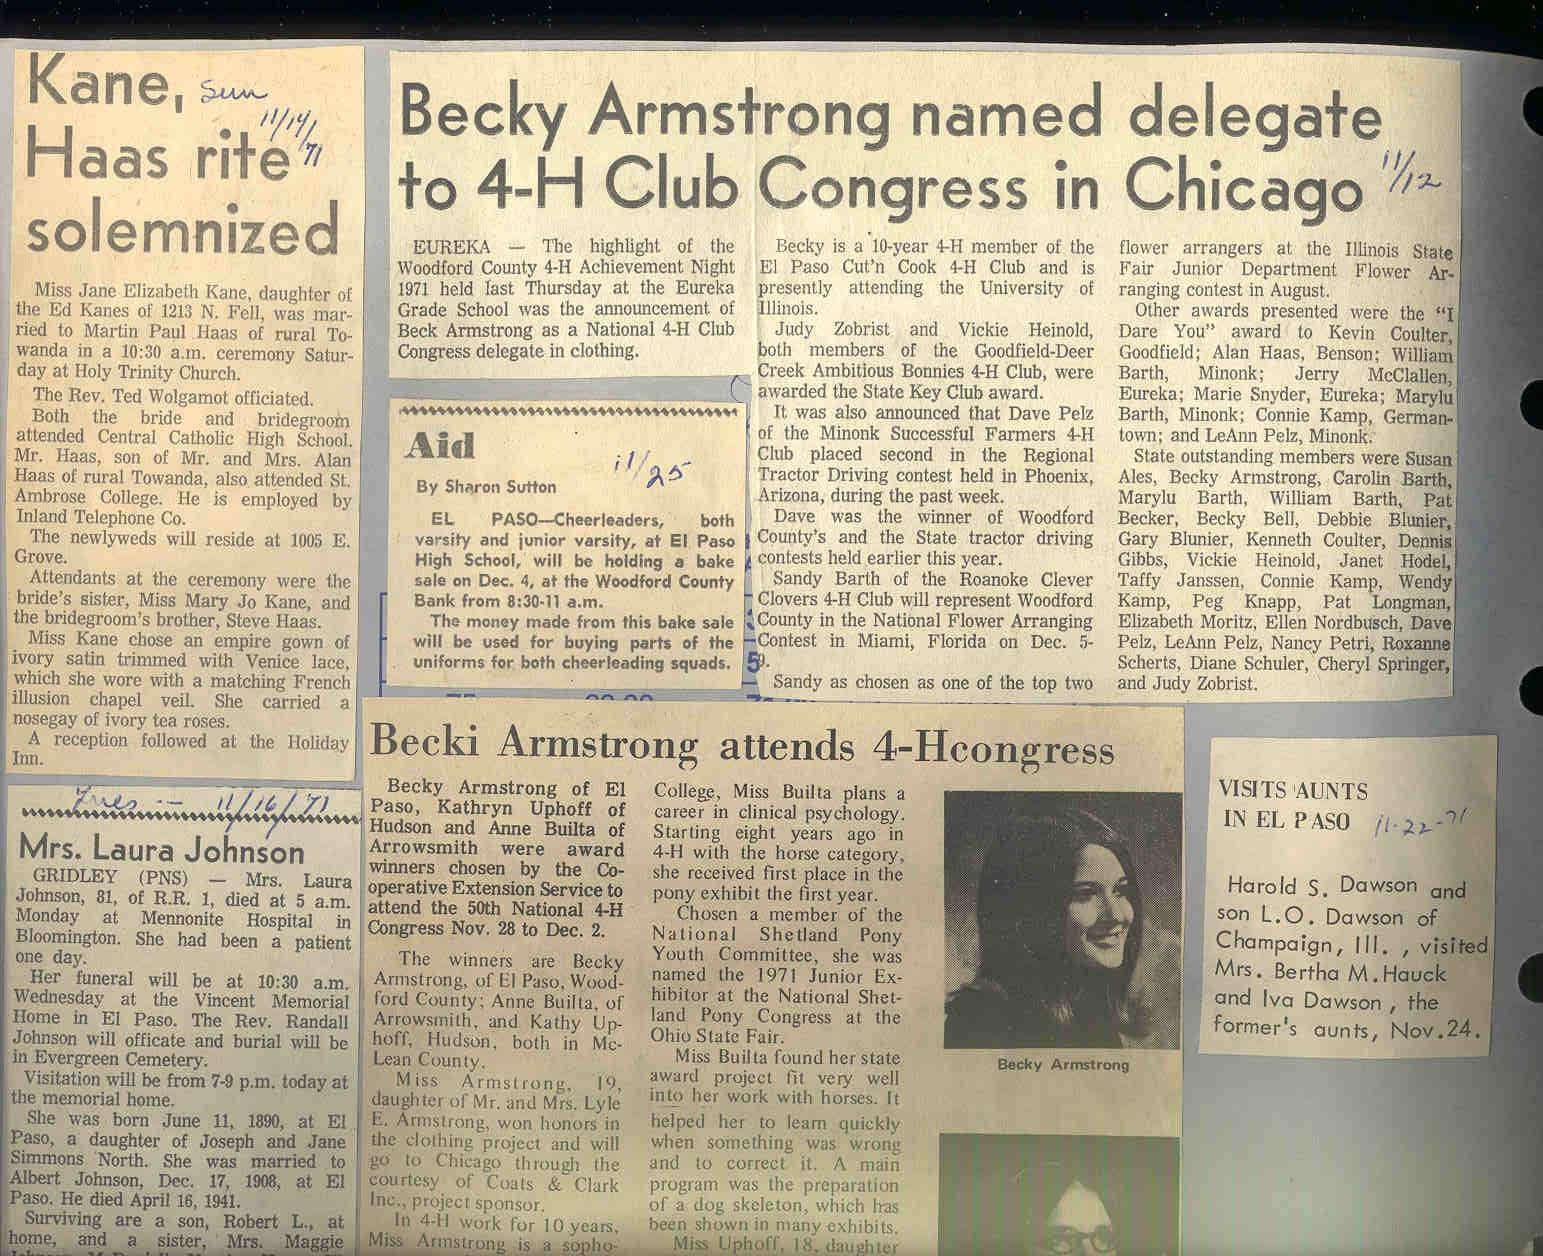 Kane,
Sun
11/14/
71
Haas rite
solemnized
Miss Jane Elizabeth Kane, daughter of
the Ed Kanes of 1213 N. Fell, was mar-
ried to Martin Paul Haas of rural To-
wanda in a 10:30 a.m. ceremony Satur-
day at Holy Trinity Church.
The Rev. Ted Wolgamot officiated.
Both the bride and bridegroom
attended Central Catholic High School.
Mr. Haas, son of Mr. and Mrs. Alan
Haas of rural Towanda, also attended St.
Ambrose College. He is employed by
Inland Telephone Co.
The newlyweds will reside at 1005 E.
Grove.
Attendants at the ceremony were the
bride's sister, Miss Mary Jo Kane, and
the bridegroom's brother, Steve Haas.
Miss Kane chose an empire gown of
ivory satin trimmed with Venice lace,
which she wore with a matching French
illusion chapel veil. She carried a
nosegay of ivory tea roses.
A reception followed at the Holiday
Inn.
Tues — 11/16/71
Mrs. Laura Johnson
GRIDLEY (PNS) — Mrs. Laura
Johnson, 81, of R.R. 1, died at 5 a.m.
Monday at Mennonite Hospital in
Bloomington. She had been a patient
one day.
Her funeral will be at 10:30 a.m.
Wednesday at the Vincent Memorial
Home in El Paso. The Rev. Randall
Johnson will officate and burial will be
in Evergreen Cemetery.
Visitation will be from 7-9 p.m. today at
the memorial home.
She was born June 11, 1890, at El
Paso, a daughter of Joseph and Jane
Simmons North. She was married to
Albert Johnson, Dec. 17, 1908, at El
Paso. He died April 16, 1941.
Surviving are a son, Robert L., at
home, and a sister, Mrs. Maggie
Becky Armstrong named delegate
to 4-H Club Congress in Chicago
11/12
EUREKA — The highlight of the
Woodford County 4-H Achievement Night
1971 held last Thursday at the Eureka
Grade School was the announcement of
Beck Armstrong as a National 4-H Club
Congress delegate in clothing.
Becky is a 10-year 4-H member of the
El Paso Cut'n Cook 4-H Club and is
presently attending the University of
Illinois.
Judy Zobrist and Vickie Heinold,
both members of the Goodfield-Deer
Creek Ambitious Bonnies 4-H Club, were
awarded the State Key Club award.
It was also announced that Dave Pelz
of the Minonk Successful Farmers 4-H
Club placed second in the Regional
Tractor Driving contest held in Phoenix,
Arizona, during the past week.
Dave was the winner of Woodford
County's and the State tractor driving
contests held earlier this year.
Sandy Barth of the Roanoke Clever
Clovers 4-H Club will represent Woodford
County in the National Flower Arranging
Contest in Miami, Florida on Dec. 5-
9.
Sandy as chosen as one of the top two
flower arrangers at the Illinois State
Fair Junior Department Flower Ar-
ranging contest in August.
Other awards presented were the "I
Dare You" award to Kevin Coulter,
Goodfield; Alan Haas, Benson; William
Barth, Minonk; Jerry McClallen,
Eureka; Marie Snyder, Eureka; Marylu
Barth, Minonk; Connie Kamp, German-
town; and LeAnn Pelz, Minonk.
State outstanding members were Susan
Ales, Becky Armstrong, Carolin Barth,
Marylu Barth, William Barth, Pat
Becker, Becky Bell, Debbie Blunier,
Gary Blunier, Kenneth Coulter, Dennis
Gibbs, Vickie Heinold, Janet Hodel,
Taffy Janssen, Connie Kamp, Wendy
Kamp, Peg Knapp, Pat Longman,
Elizabeth Moritz, Ellen Nordbusch, Dave
Pelz, LeAnn Pelz, Nancy Petri, Roxanne
Scherts, Diane Schuler, Cheryl Springer,
and Judy Zobrist.
Aid
11/25
By Sharon Sutton
EL PASO—Cheerleaders, both
varsity and junior varsity, at El Paso
High School, will be holding a bake
sale on Dec. 4, at the Woodford County
Bank from 8:30-11 a.m.
The money made from this bake sale
will be used for buying parts of the
uniforms for both cheerleading squads.
Becki Armstrong attends 4-Hcongress
Becky Armstrong of El
Paso, Kathryn Uphoff of
Hudson and Anne Builta of
Arrowsmith were award
winners chosen by the Co-
operative Extension Service to
attend the 50th National 4-H
Congress Nov. 28 to Dec. 2.
The winners are Becky
Armstrong, of El Paso, Wood-
ford County; Anne Builta, of
Arrowsmith, and Kathy Up-
hoff, Hudson, both in Mc-
Lean County.
Miss Armstrong, 19,
daughter of Mr. and Mrs. Lyle
E. Armstrong, won honors in
the clothing project and will
go to Chicago through the
courtesy of Coats & Clark
Inc., project sponsor.
In 4-H work for 10 years,
Miss Armstrong is a sopho-
College, Miss Builta plans a
career in clinical psychology.
Starting eight years ago in
4-H with the horse category,
she received first place in the
pony exhibit the first year.
Chosen a member of the
National Shetland Pony
Youth Committee, she was
named the 1971 Junior Ex-
hibitor at the National Shet-
land Pony Congress at the
Ohio State Fair.
Miss Builta found her state
award project fit very well
into her work with horses. It
helped her to learn quickly
when something was wrong
and to correct it. A main
program was the preparation
of a dog skeleton, which has
been shown in many exhibits.
Miss Uphoff, 18, daughter
Becky Armstrong
VISITS AUNTS
IN EL PASO
11-22-71
Harold S. Dawson and
son L.O. Dawson of
Champaign, Ill. , visited
Mrs. Bertha M. Hauck
and Iva Dawson , the
former's aunts, Nov. 24.